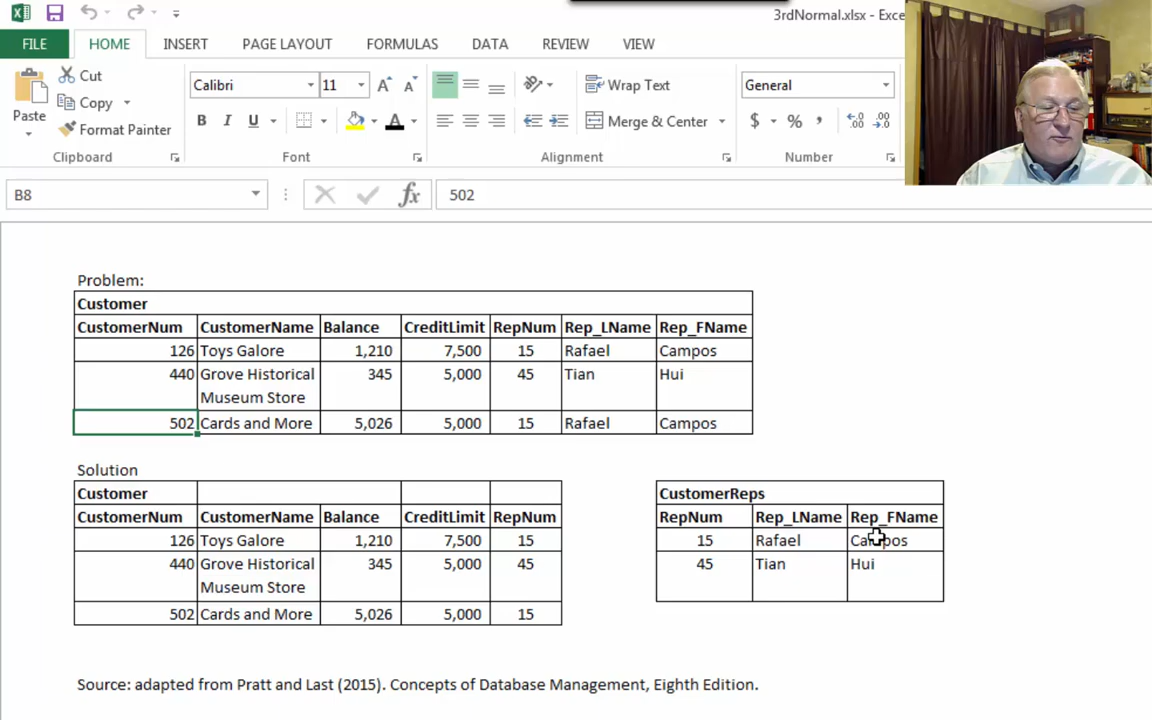 3rdNormal.xlsx - Exce
FILE HOME INSERT PAGE LAYOUT FORMULAS DATA REVIEW VIEW
Paste
Cut
Copy
Format Painter
Calibri 11
B I U
Wrap Text
Merge & Center
General
$ % ,
Clipboard Font Alignment Number
B8 fx 502
Problem:
Customer
CustomerNum CustomerName Balance CreditLimit RepNum Rep_LName Rep_FName
126 Toys Galore 1,210 7,500 15 Rafael Campos
440 Grove Historical 345 5,000 45 Tian Hui
Museum Store
502 Cards and More 5,026 5,000 15 Rafael Campos
Solution
Customer
CustomerNum CustomerName Balance CreditLimit RepNum
126 Toys Galore 1,210 7,500 15
440 Grove Historical 345 5,000 45
Museum Store
502 Cards and More 5,026 5,000 15
CustomerReps
RepNum Rep_LName Rep_FName
15 Rafael Campos
45 Tian Hui
Source: adapted from Pratt and Last (2015). Concepts of Database Management, Eighth Edition.